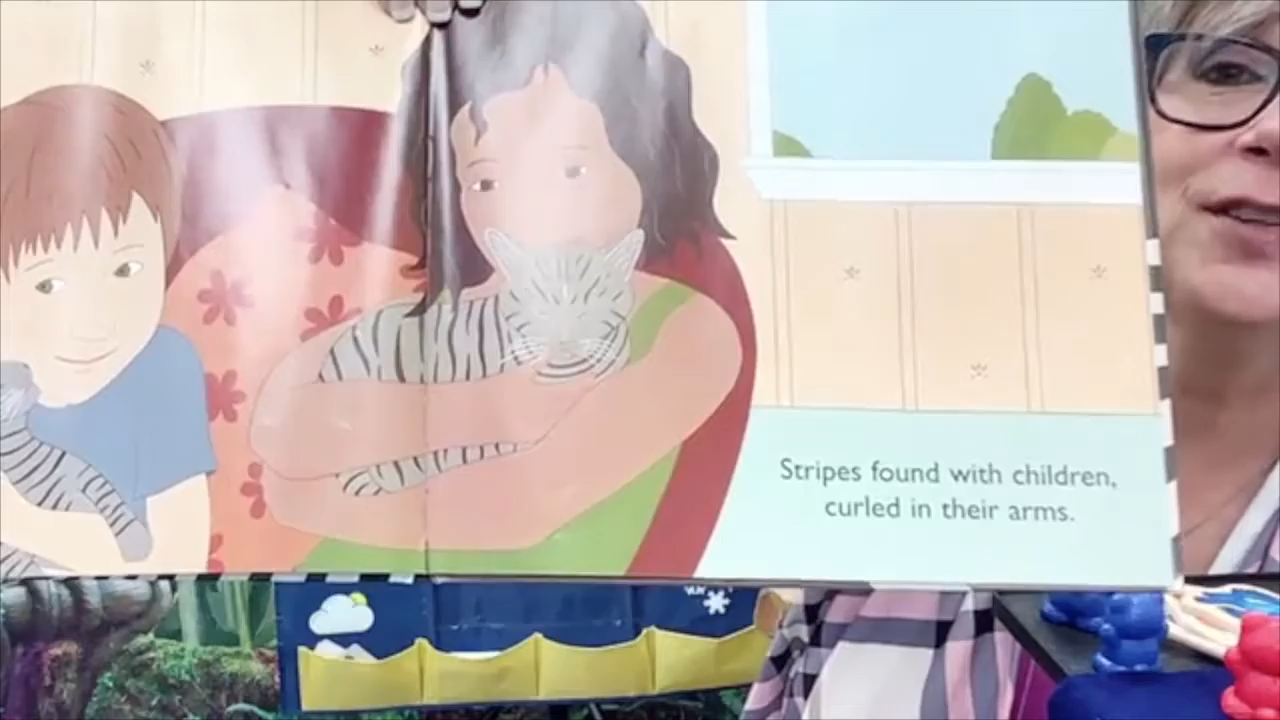 Stripes found with children,
curled in their arms.